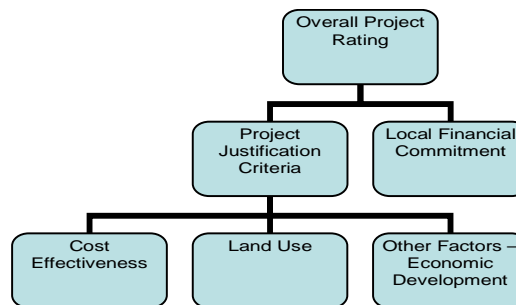 Overall Project
Rating
Project
Justification
Criteria
Local Financial
Commitment
Cost
Effectiveness
Land Use
Other Factors –
Economic
Development